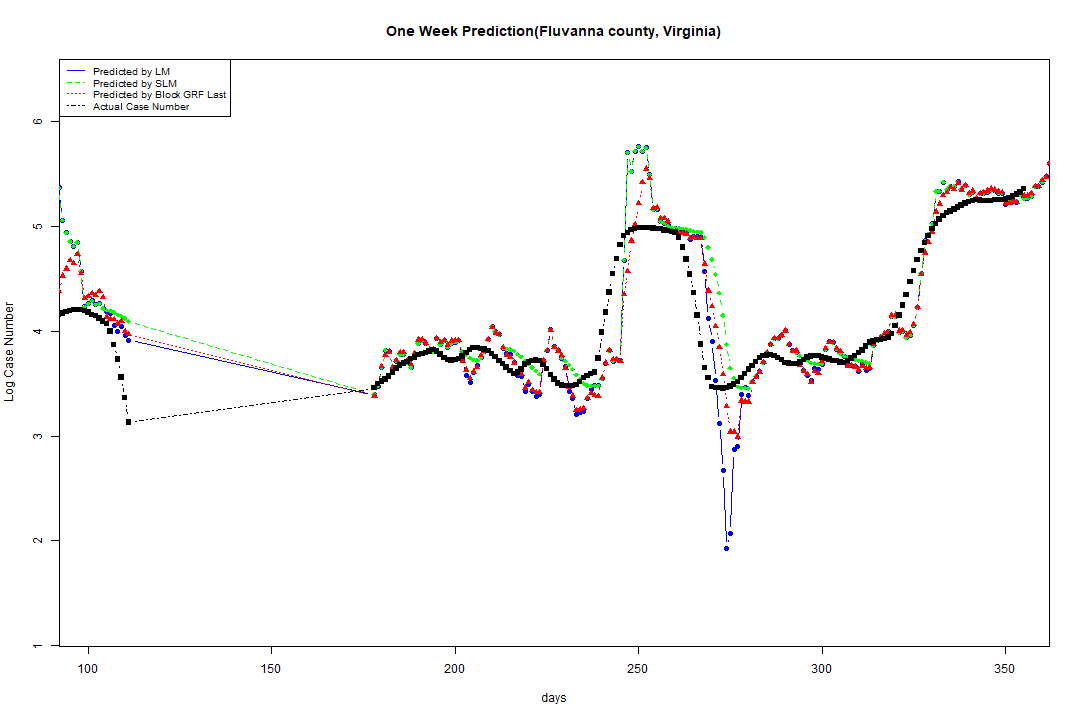 One Week Prediction(Fluvanna county, Virginia)
Predicted by LM
Predicted by SLM
Predicted by Block GRF Last
Actual Case Number
Log Case Number
6
5
4
3
2
1
100 150 200 250 300 350
days